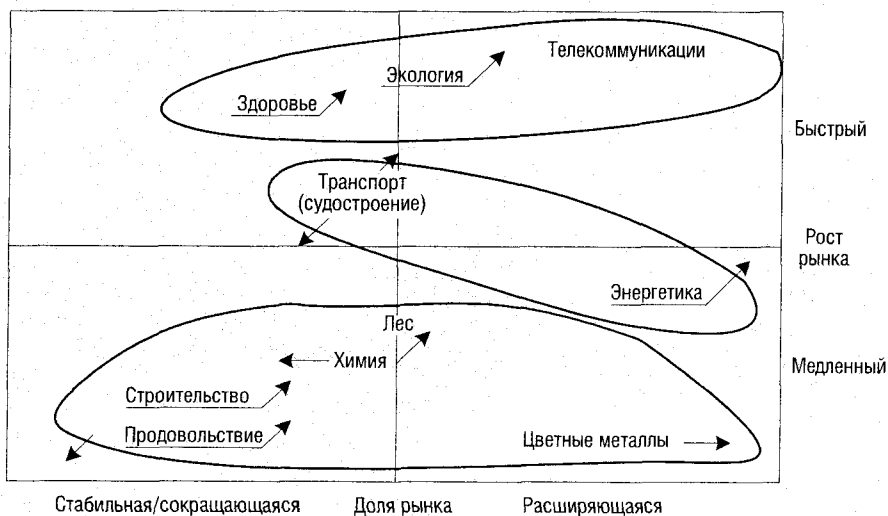 Телекоммуникации
Экология
Здоровье
Быстрый
Транспорт
(судостроение)
Рост
рынка
Энергетика
Лес
Химия
Медленный
Строительство
Продовольствие
Цветные металлы
Стабильная/сокращающаяся Доля рынка Расширяющаяся